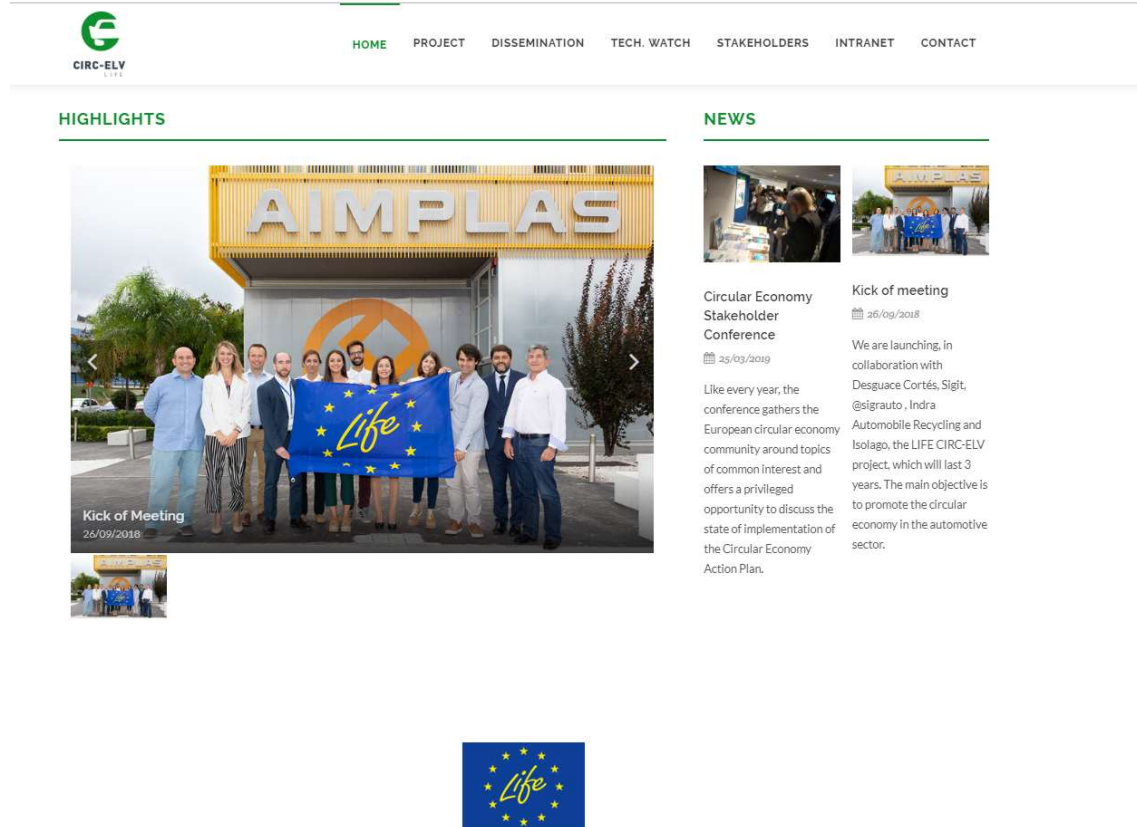 CIRC-ELV
LIFE
HOME
PROJECT
DISSEMINATION
TECH. WATCH
STAKEHOLDERS
INTRANET
CONTACT
HIGHLIGHTS
AIMPLAS
Life
Kick of Meeting
26/09/2018
AIMPLAS
NEWS
Circular Economy
Stakeholder
Conference
25/03/2019
Like every year, the
conference gathers the
European circular economy
community around topics
of common interest and
offers a privileged
opportunity to discuss the
state of implementation of
the Circular Economy
Action Plan.
AIMPLAS
Life
Kick of meeting
26/09/2018
We are launching, in
collaboration with
Desguace Cortés, Sigit,
@sigrauto , Indra
Automobile Recycling and
Isolago, the LIFE CIRC-ELV
project, which will last 3
years. The main objective is
to promote the circular
economy in the automotive
sector.
Life